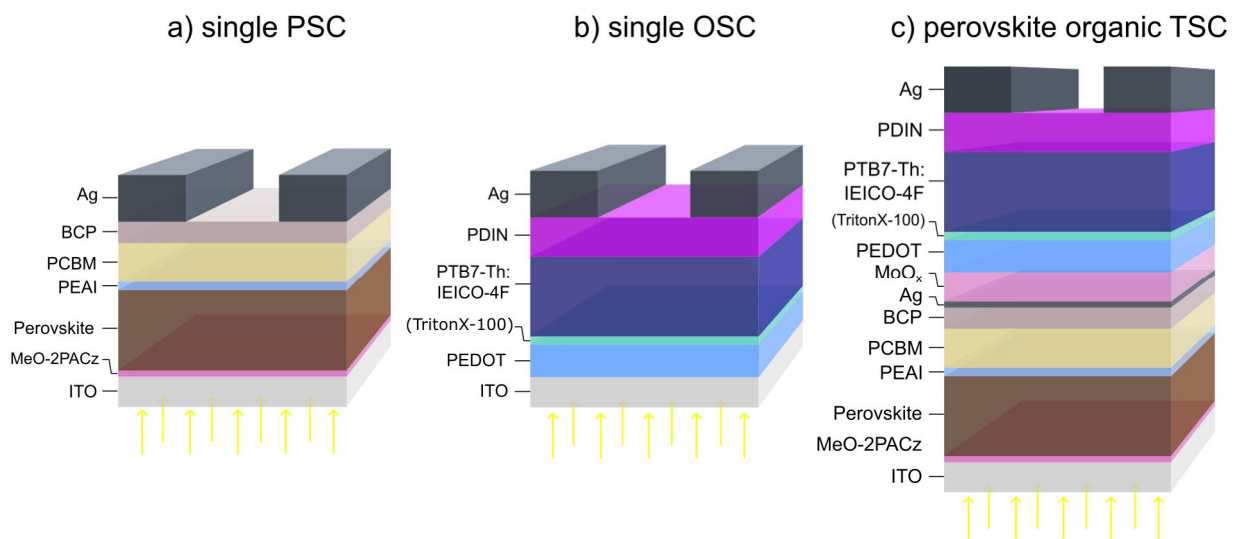 a) single PSC
Ag
BCP
PCBM
PEAI
Perovskite
MeO-2PACz
ITO
b) single OSC
Ag
PDIN
PTB7-Th:
IEICO-4F
(TritonX-100)
PEDOT
ITO
c) perovskite organic TSC
Ag
PDIN
PTB7-Th:
IEICO-4F
(TritonX-100)
PEDOT
MoOₓ
Ag
BCP
PCBM
PEAI
Perovskite
MeO-2PACz
ITO